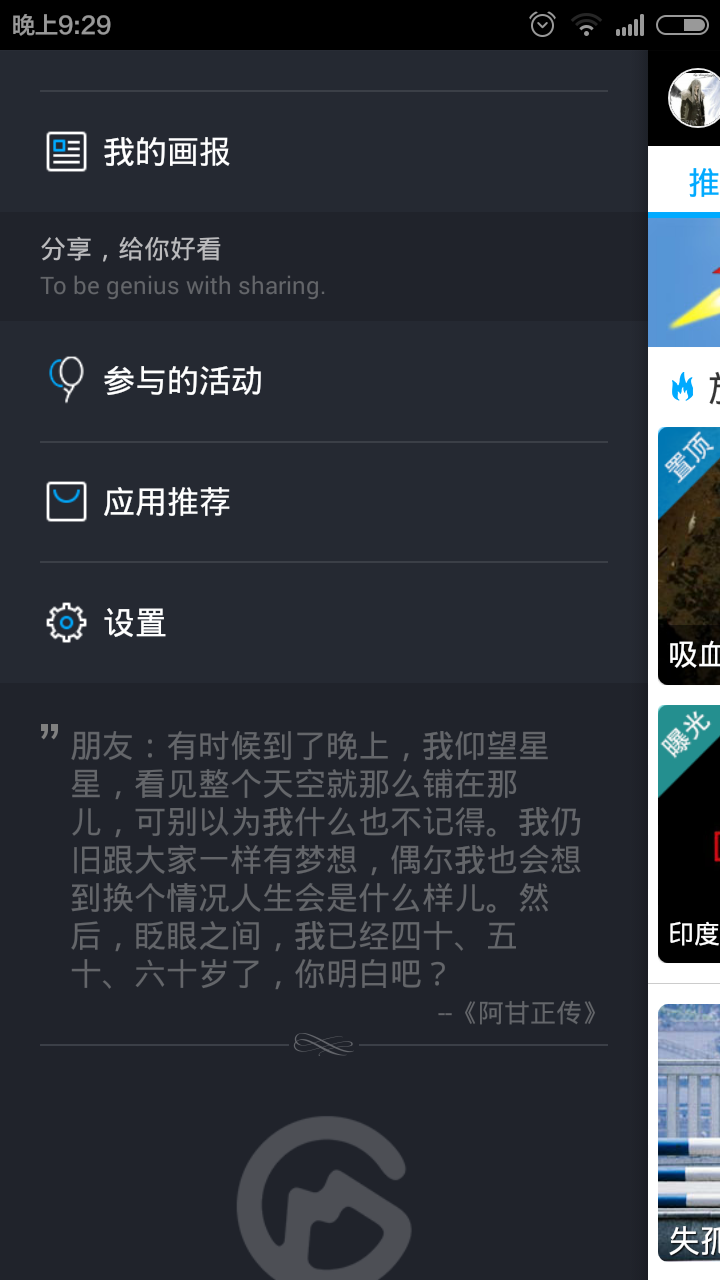 晚上9:29
我的画报
分享，给你好看
To be genius with sharing.
参与的活动
应用推荐
设置
朋友：有时候到了晚上，我仰望星
星，看见整个天空就那么铺在那
儿，可别以为我什么也不记得。我仍
旧跟大家一样有梦想，偶尔我也会想
到换个情况人生会是什么样儿。然
后，眨眼之间，我已经四十、五
十、六十岁了，你明白吧？
--《阿甘正传》
推
置顶
吸血
曝光
印度
失孤